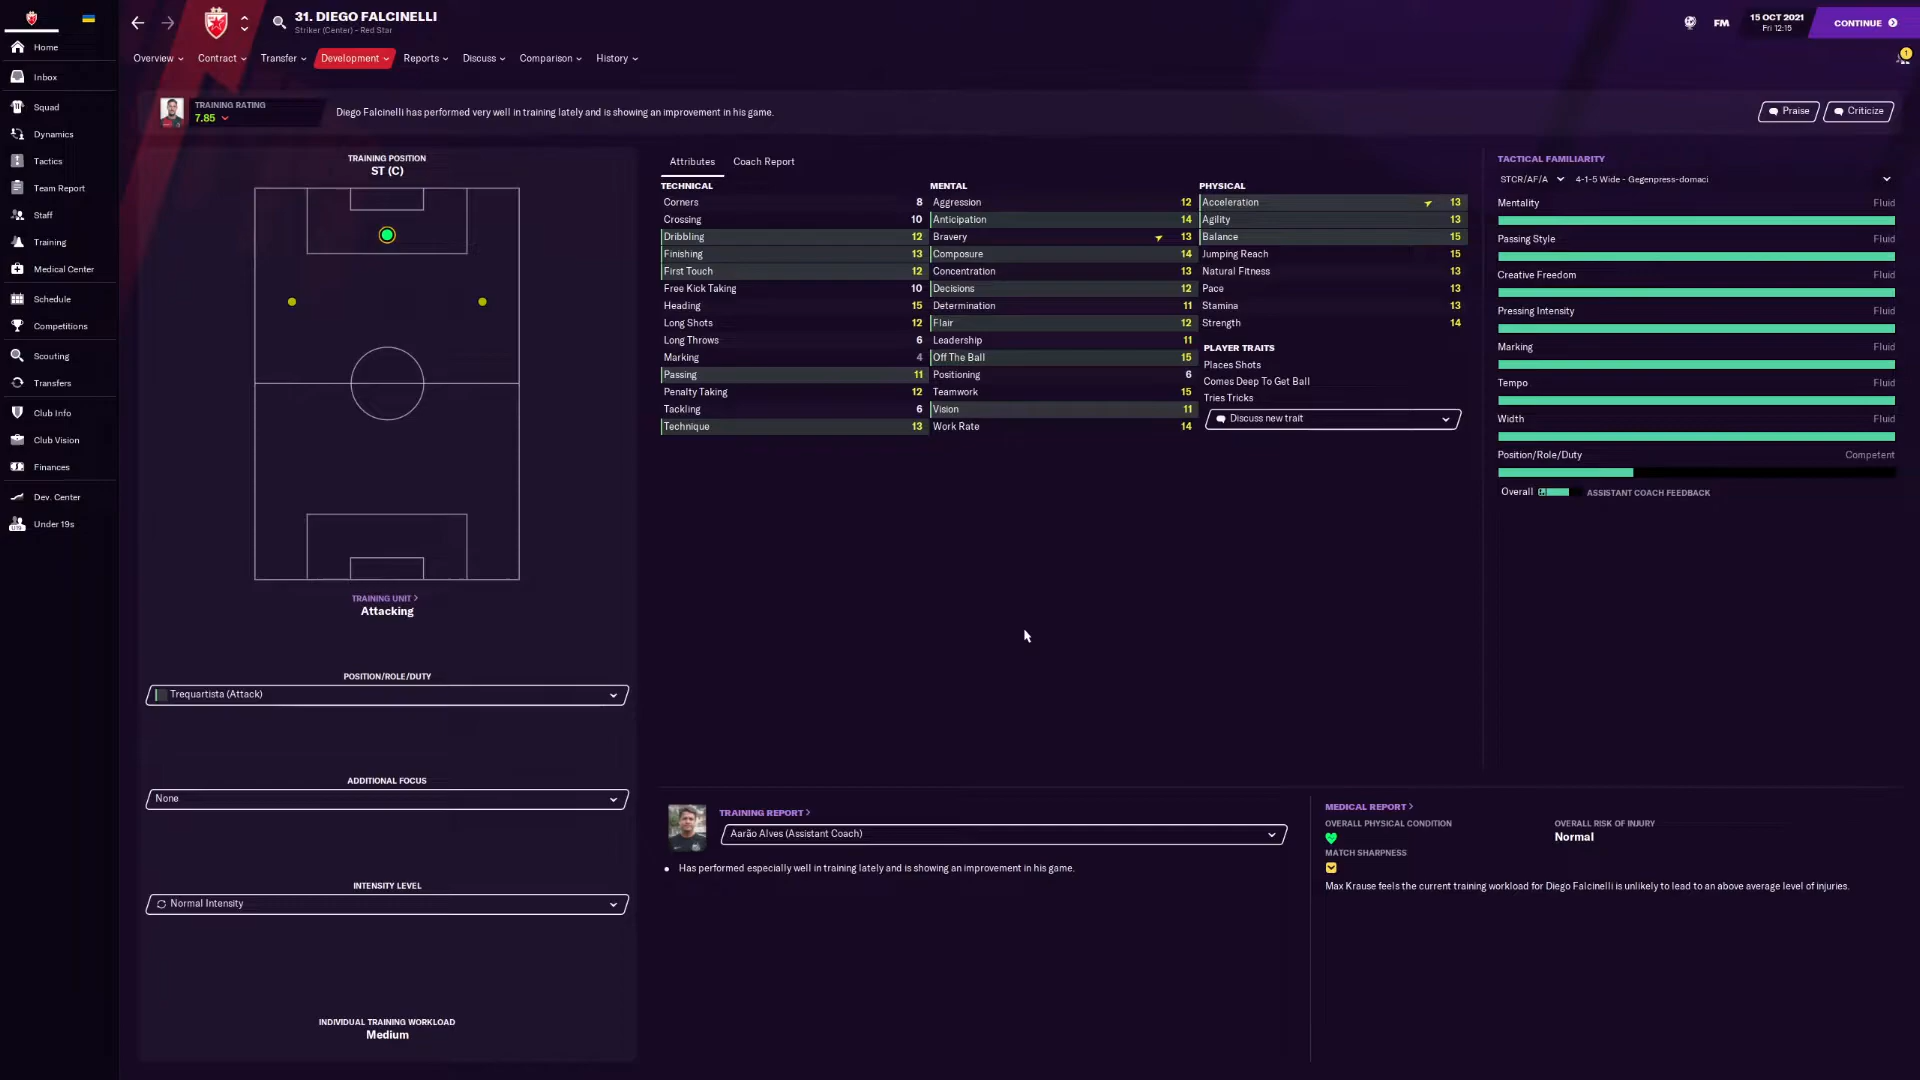 31. DIEGO FALCINELLI
Striker (Center) - Red Star
FM
15 OCT 2021
Fri 12:15
CONTINUE
Home
Inbox
Squad
Dynamics
Tactics
Team Report
Staff
Training
Medical Center
Schedule
Competitions
Scouting
Transfers
Club Info
Club Vision
Finances
Dev. Center
Under 19s
Overview
Contract
Transfer
Development
Reports
Discuss
Comparison
History
1
TRAINING RATING
7.85
Diego Falcinelli has performed very well in training lately and is showing an improvement in his game.
Praise
Criticize
TRAINING POSITION
ST (C)
TRAINING UNIT >
Attacking
POSITION/ROLE/DUTY
Trequartista (Attack)
ADDITIONAL FOCUS
None
INTENSITY LEVEL
Normal Intensity
INDIVIDUAL TRAINING WORKLOAD
Medium
Attributes
Coach Report
TECHNICAL
Corners 8
Crossing 10
Dribbling 12
Finishing 13
First Touch 12
Free Kick Taking 10
Heading 15
Long Shots 12
Long Throws 6
Marking 4
Passing 11
Penalty Taking 12
Tackling 6
Technique 13
MENTAL
Aggression 12
Anticipation 14
Bravery 13
Composure 14
Concentration 13
Decisions 12
Determination 11
Flair 12
Leadership 11
Off The Ball 15
Positioning 6
Teamwork 15
Vision 11
Work Rate 14
PHYSICAL
Acceleration 13
Agility 13
Balance 15
Jumping Reach 15
Natural Fitness 13
Pace 13
Stamina 13
Strength 14
PLAYER TRAITS
Places Shots
Comes Deep To Get Ball
Tries Tricks
Discuss new trait
TACTICAL FAMILIARITY
STCR/AF/A
4-1-5 Wide - Gegenpress-domaci
Mentality Fluid
Passing Style Fluid
Creative Freedom Fluid
Pressing Intensity Fluid
Marking Fluid
Tempo Fluid
Width Fluid
Position/Role/Duty Competent
Overall
ASSISTANT COACH FEEDBACK
TRAINING REPORT >
Aarão Alves (Assistant Coach)
Has performed especially well in training lately and is showing an improvement in his game.
MEDICAL REPORT >
OVERALL PHYSICAL CONDITION
OVERALL RISK OF INJURY
Normal
MATCH SHARPNESS
Max Krause feels the current training workload for Diego Falcinelli is unlikely to lead to an above average level of injuries.